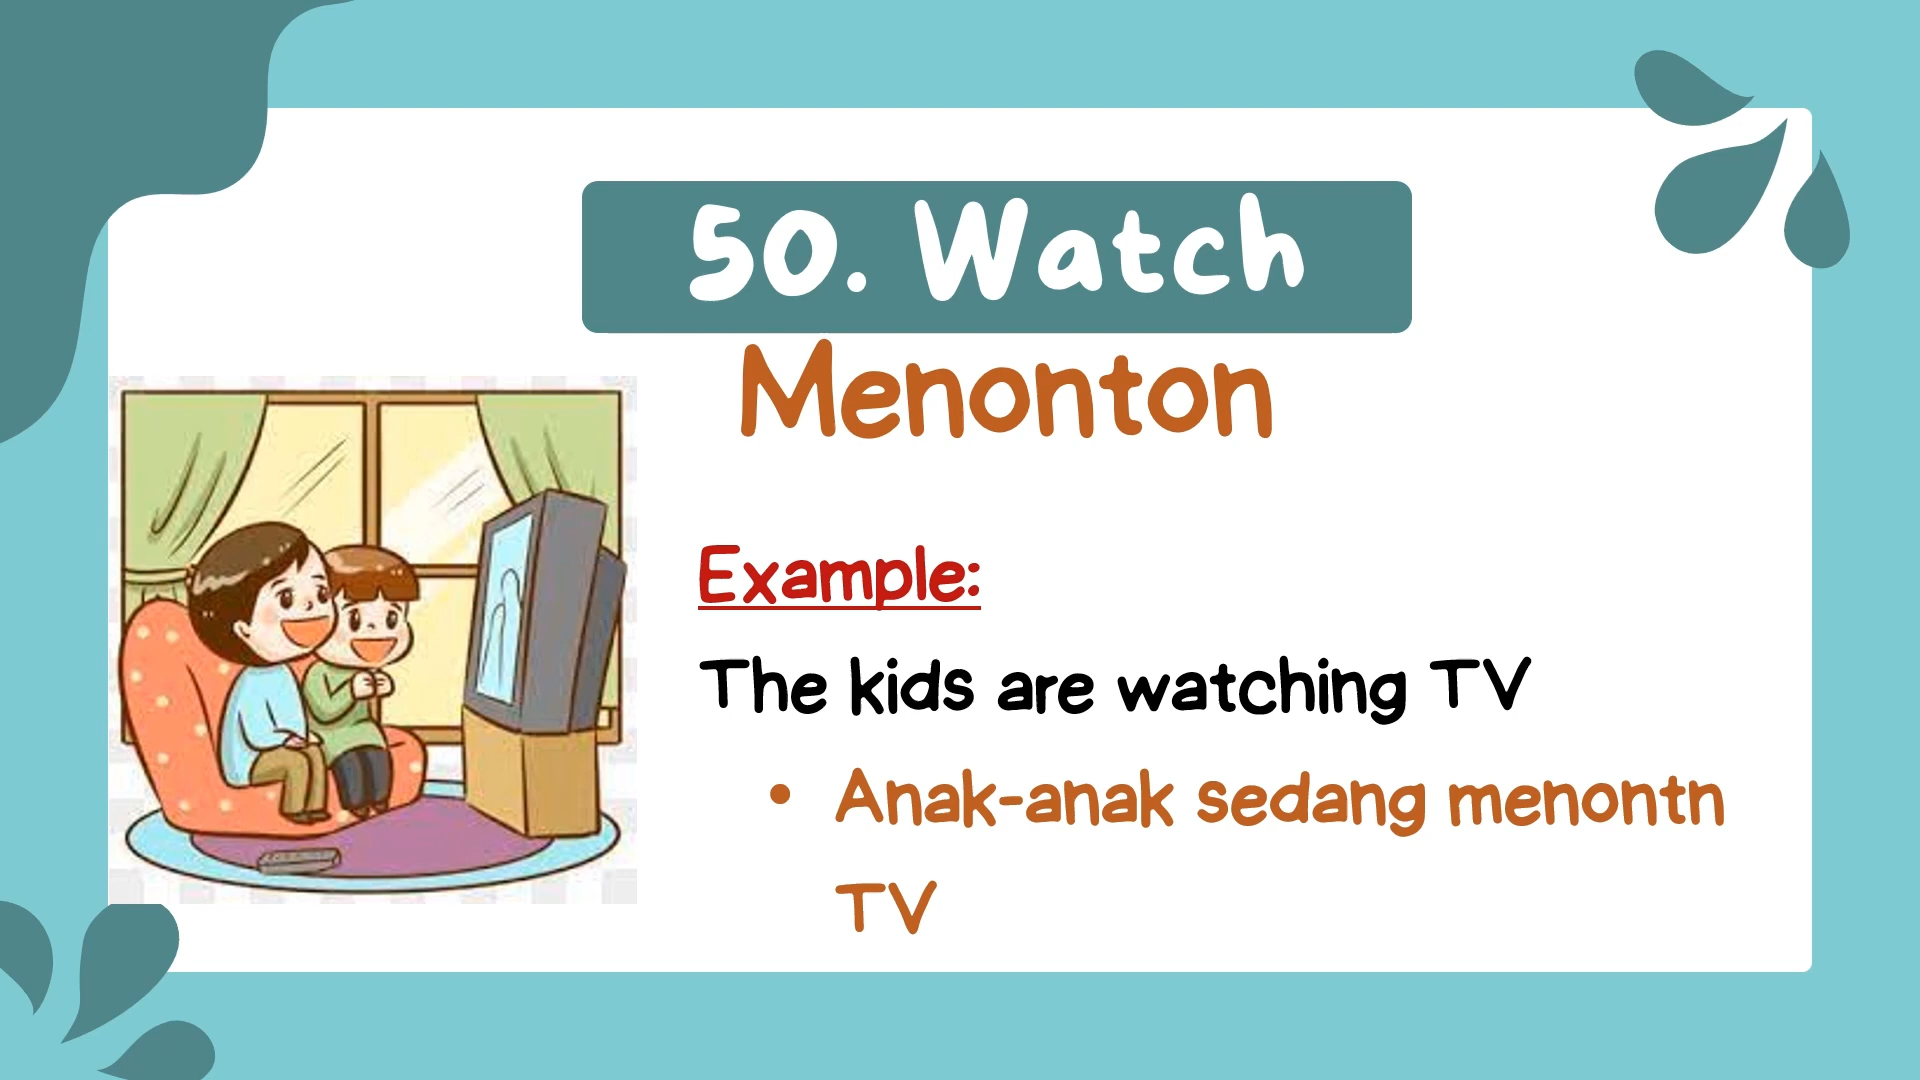 50. Watch
Menonton
Example:
The kids are watching TV
• Anak-anak sedang menontn
TV